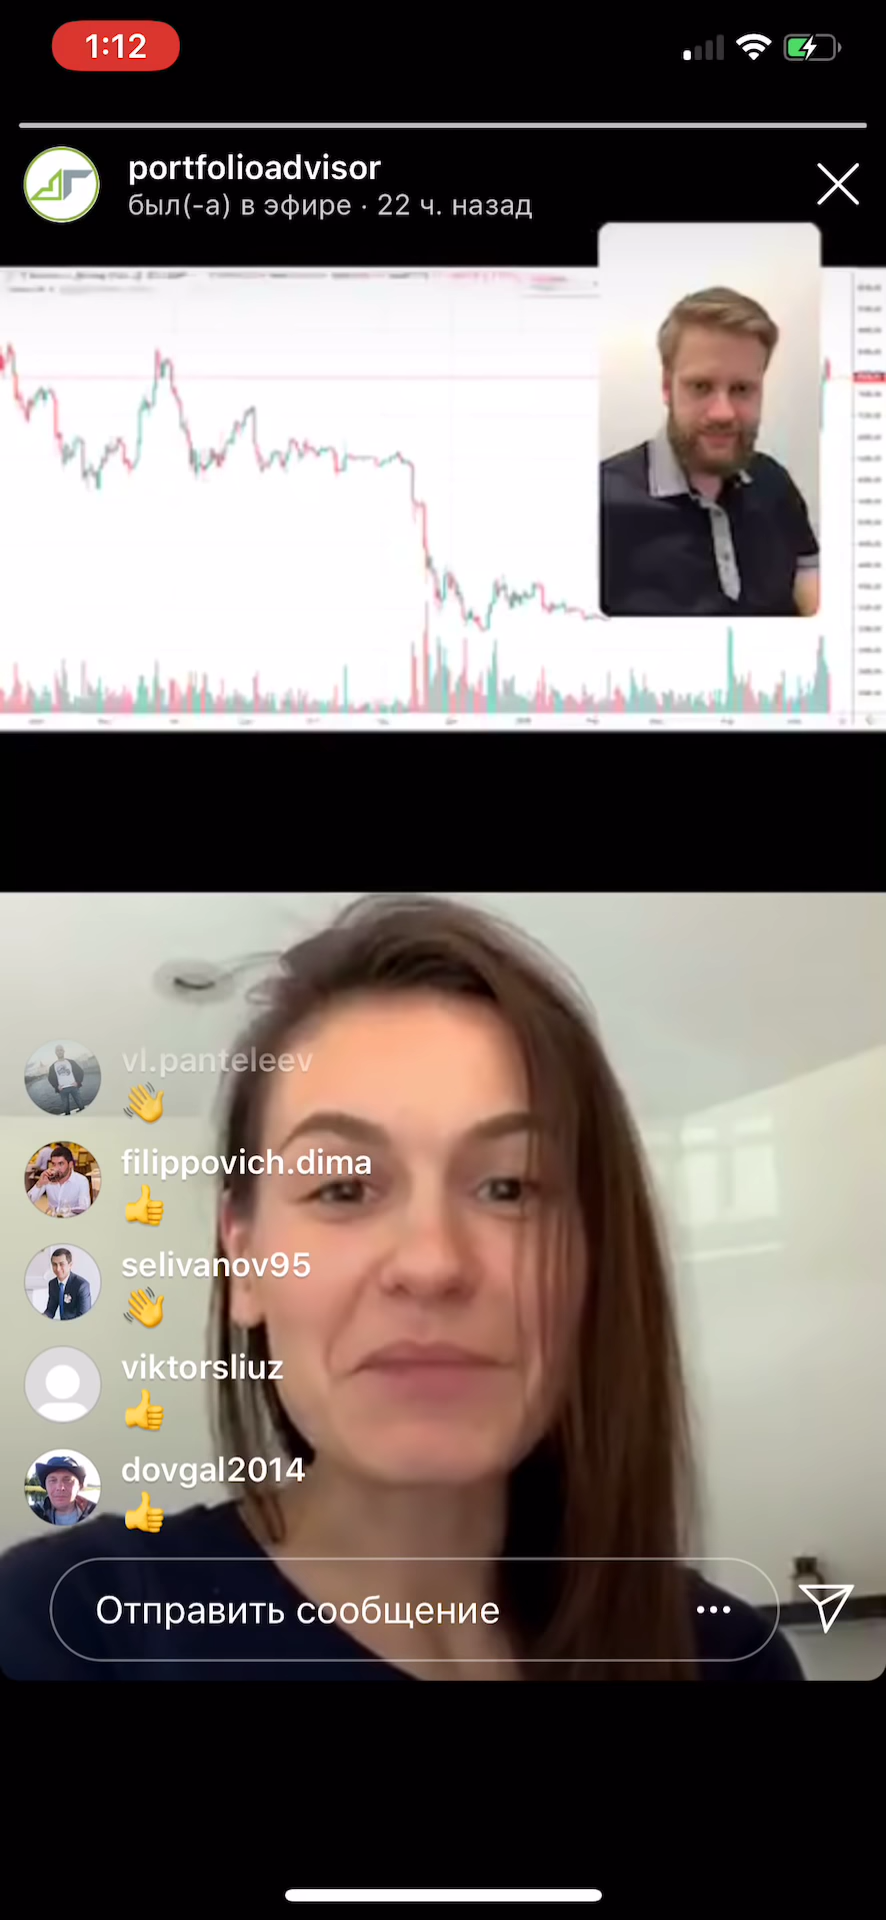 1:12
portfolioadvisor
был(-а) в эфире · 22 ч. назад
vl.panteleev
👋
filippovich.dima
👍
selivanov95
👋
viktorsliuz
👍
dovgal2014
👍
Отправить сообщение